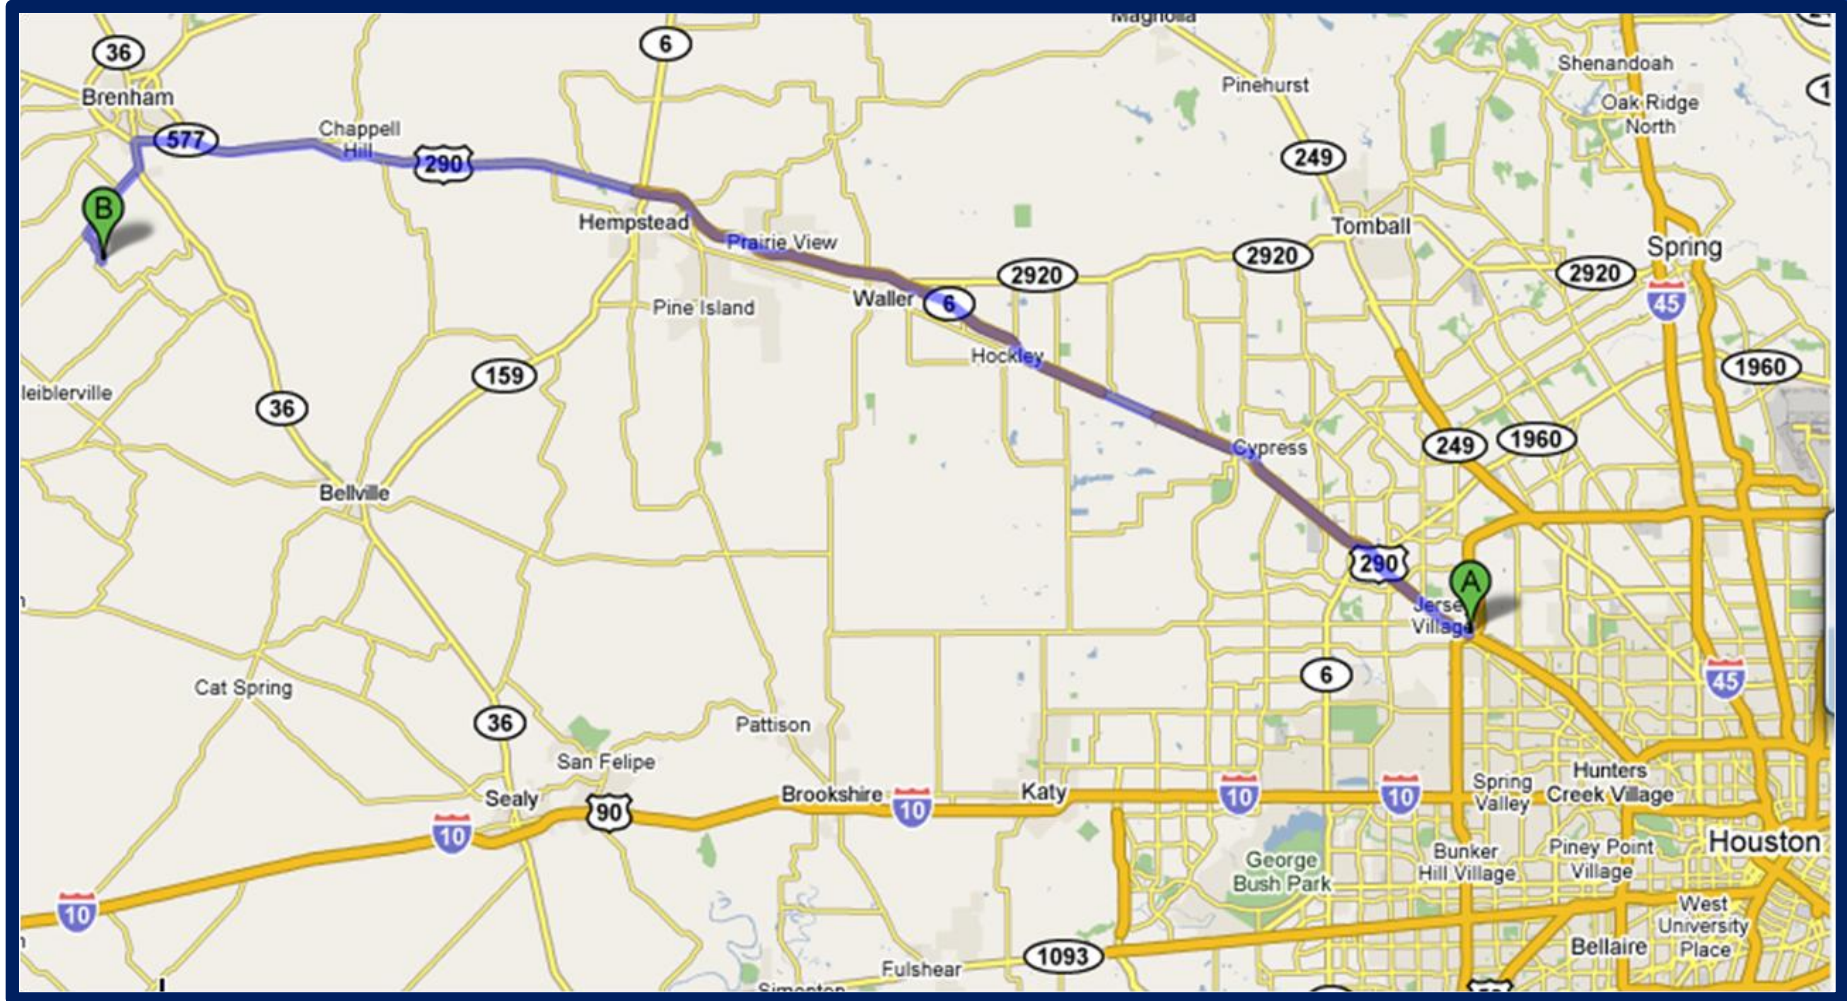 Magnolia
36
6
Shenandoah
Pinehurst
Brenham
Oak Ridge
North
Chappell
Hill
577
290
249
B
Hempstead
Tomball
Prairie View
Spring
2920
2920
2920
Waller
6
Pine Island
45
Hockley
1960
159
leiblerville
36
Cypress
249
1960
Bellville
290
A
Jerse
Village
6
45
Cat Spring
36
Pattison
San Felipe
Hunters
Creek Village
Spring
Valley
Sealy
Brookshire
Katy
10
10
10
90
10
Houston
George
Bush Park
Bunker
Hill Village
Piney Point
Village
10
West
University
Place
Bellaire
1093
Fulshear
Simonton